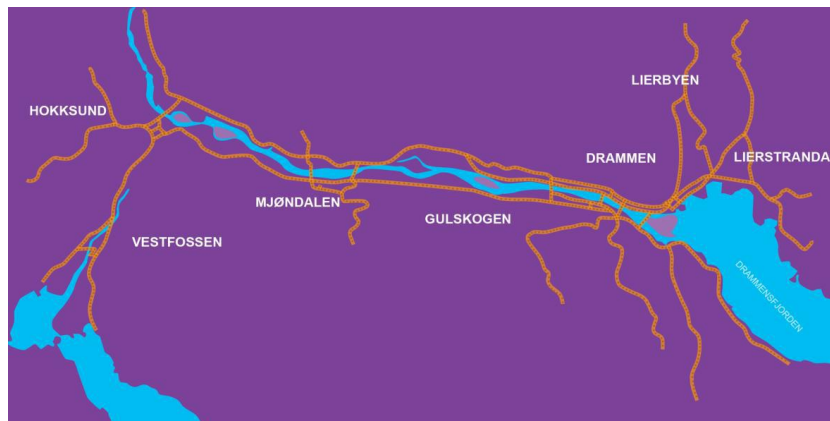 LIERBYEN
HOKKSUND
DRAMMEN
LIERSTRANDA
MJØNDALEN
GULSKOGEN
VESTFOSSEN
DRAMMENSFJORDEN